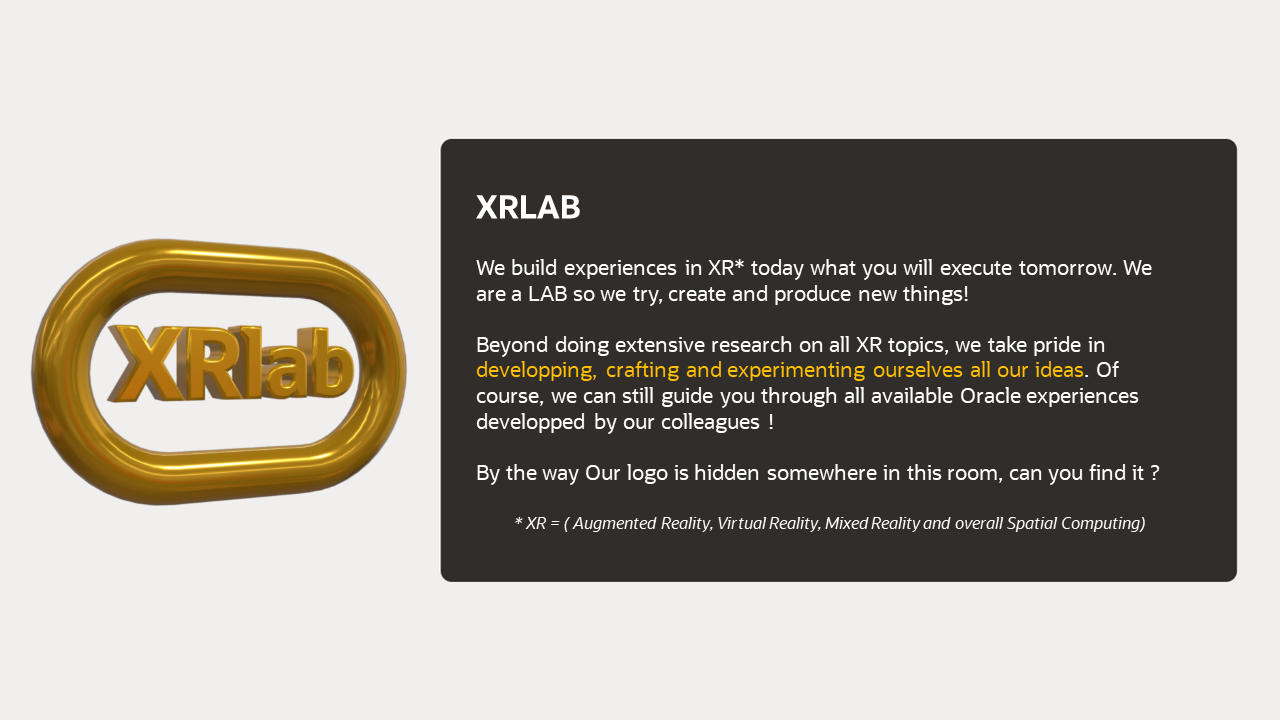 XRlab
XRLAB
We build experiences in XR* today what you will execute tomorrow. We
are a LAB so we try, create and produce new things!
Beyond doing extensive research on all XR topics, we take pride in
developping, crafting and experimenting ourselves all our ideas. Of
course, we can still guide you through all available Oracle experiences
developped by our colleagues !
By the way Our logo is hidden somewhere in this room, can you find it ?
* XR = ( Augmented Reality, Virtual Reality, Mixed Reality and overall Spatial Computing)